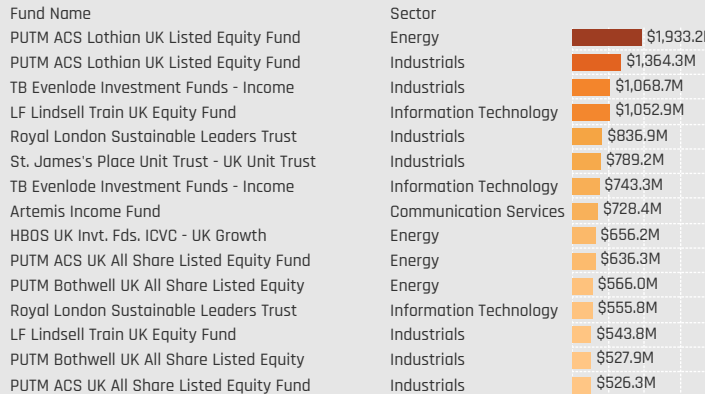 Fund Name Sector
PUTM ACS Lothian UK Listed Equity Fund Energy $1,933.2
PUTM ACS Lothian UK Listed Equity Fund Industrials $1,364.3M
TB Evenlode Investment Funds - Income Industrials $1,068.7M
LF Lindsell Train UK Equity Fund Information Technology $1,052.9M
Royal London Sustainable Leaders Trust Industrials $836.9M
St. James's Place Unit Trust - UK Unit Trust Industrials $789.2M
TB Evenlode Investment Funds - Income Information Technology $743.3M
Artemis Income Fund Communication Services $728.4M
HBOS UK Invt. Fds. ICVC - UK Growth Energy $656.2M
PUTM ACS UK All Share Listed Equity Fund Energy $636.3M
PUTM Bothwell UK All Share Listed Equity Energy $566.0M
Royal London Sustainable Leaders Trust Information Technology $555.8M
LF Lindsell Train UK Equity Fund Industrials $543.8M
PUTM Bothwell UK All Share Listed Equity Industrials $527.9M
PUTM ACS UK All Share Listed Equity Fund Industrials $526.3M